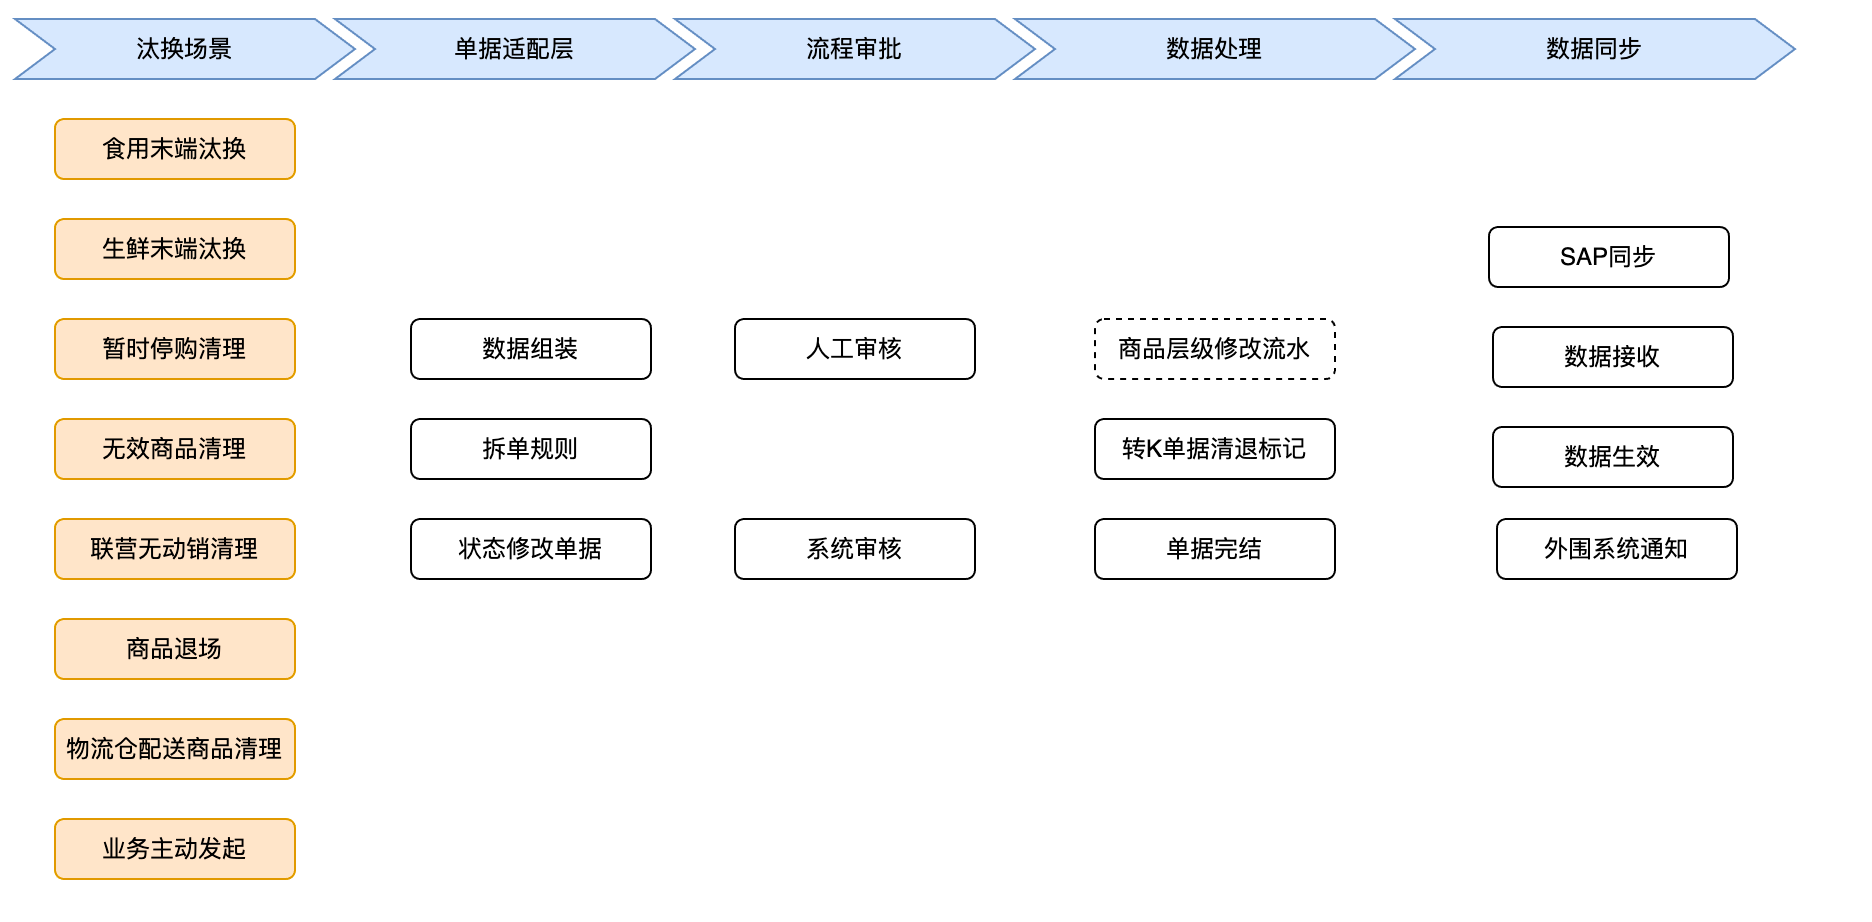 汰换场景
单据适配层
流程审批
数据处理
数据同步
食用末端汰换
生鲜末端汰换
暂时停购清理
无效商品清理
联营无动销清理
商品退场
物流仓配送商品清理
业务主动发起
数据组装
拆单规则
状态修改单据
人工审核
系统审核
商品层级修改流水
转K单据清退标记
单据完结
SAP同步
数据接收
数据生效
外围系统通知